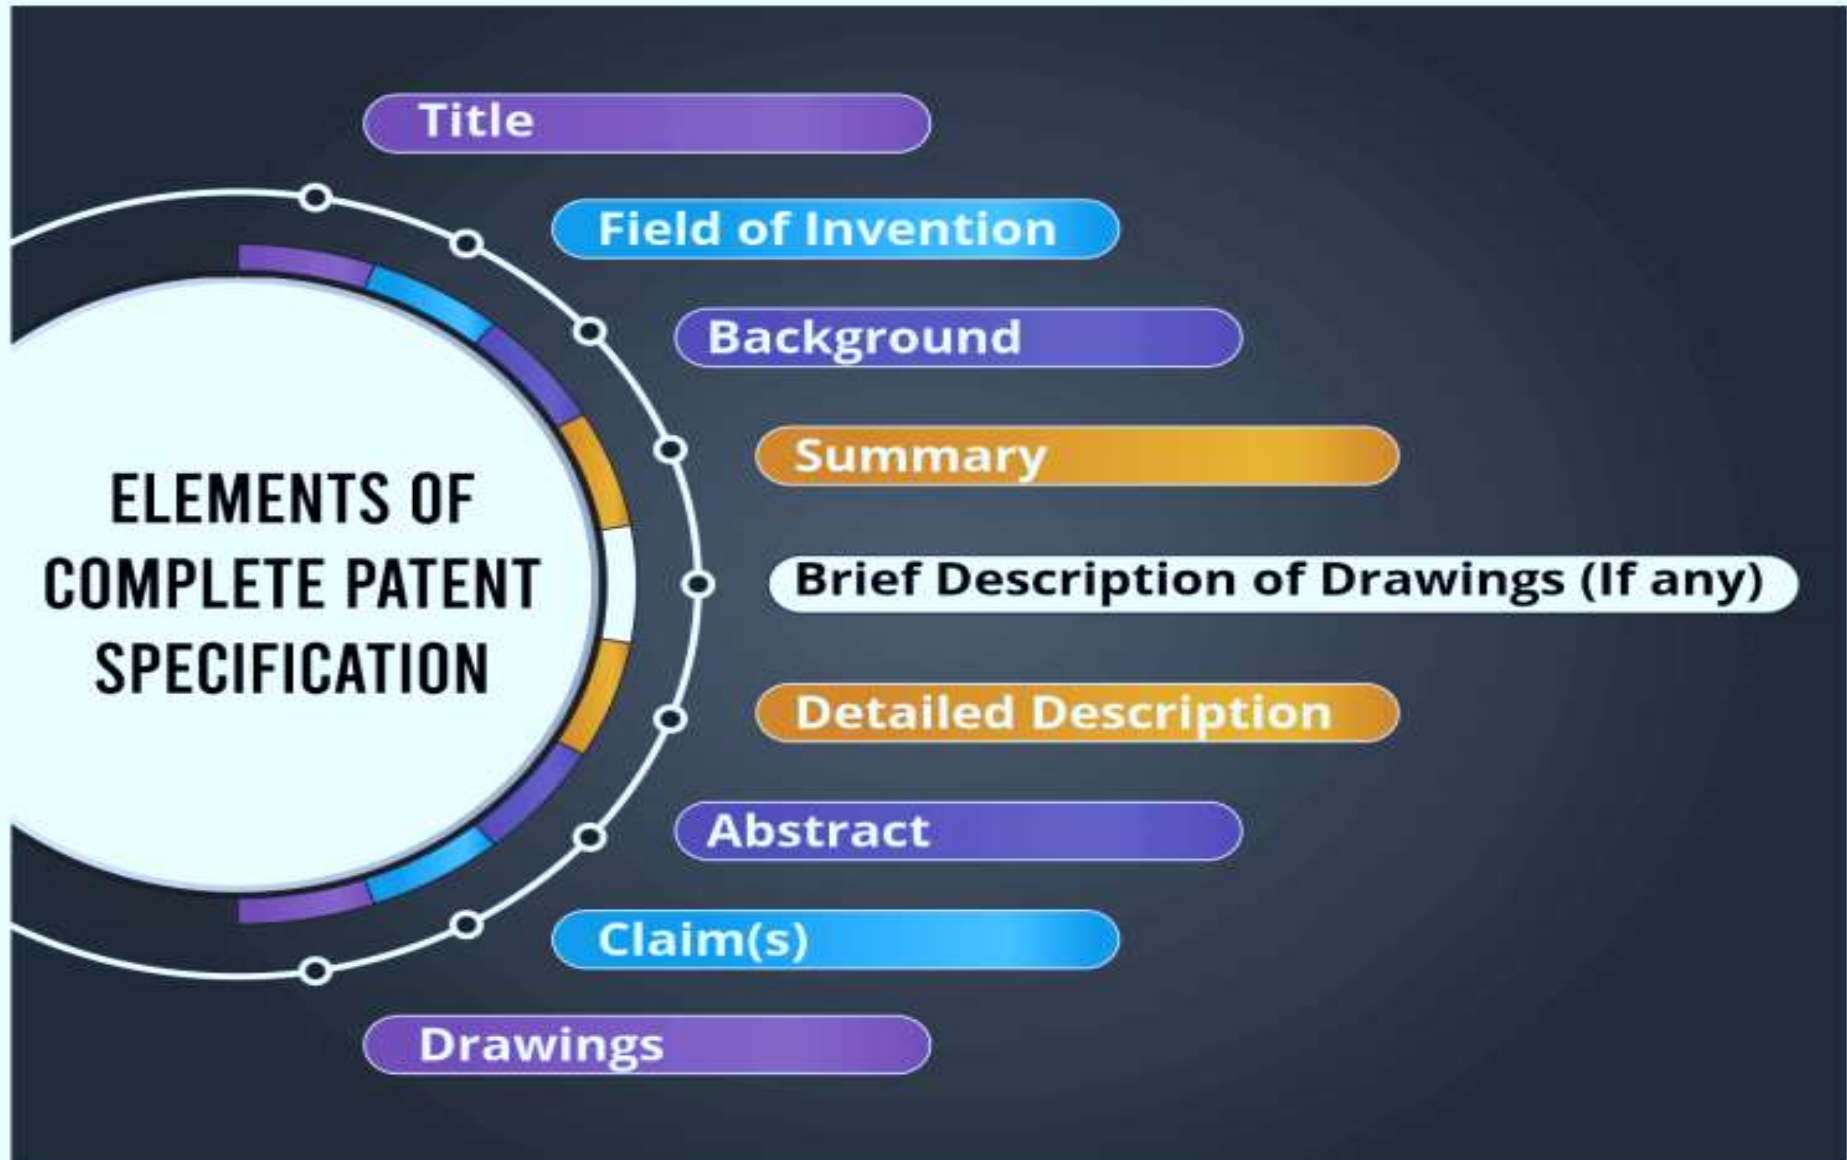 ELEMENTS OF
COMPLETE PATENT
SPECIFICATION
Title
Field of Invention
Background
Summary
Brief Description of Drawings (If any)
Detailed Description
Abstract
Claim(s)
Drawings